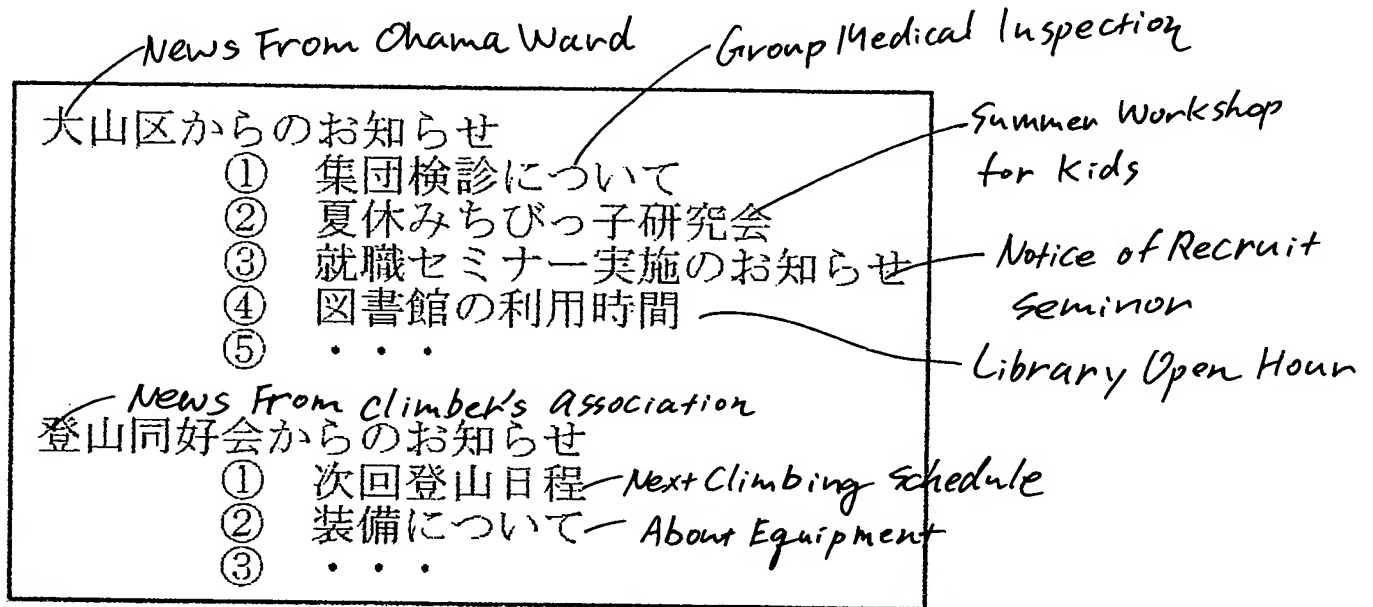 News From Ohama Ward
Group Medical Inspection
大山区からのお知らせ
① 集団検診について
Summer Workshop
for Kids
② 夏休みちびっ子研究会
③ 就職セミナー実施のお知らせ
Notice of Recruit
seminor
④ 図書館の利用時間
Library Open Hour
⑤ ・・・
News From climber's association
登山同好会からのお知らせ
① 次回登山日程
Next Climbing schedule
② 装備について
About Equipment
③ ・・・